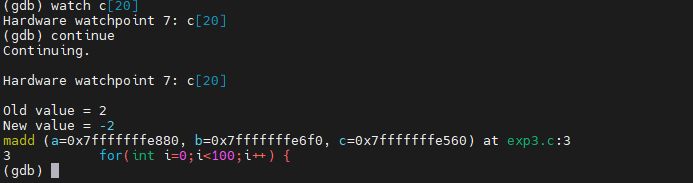 (gdb) watch c[20]
Hardware watchpoint 7: c[20]
(gdb) continue
Continuing.
Hardware watchpoint 7: c[20]
Old value = 2
New value = -2
madd (a=0x7fffffffe880, b=0x7fffffffe6f0, c=0x7fffffffe560) at exp3.c:3
3 for(int i=0;i<100;i++) {
(gdb)